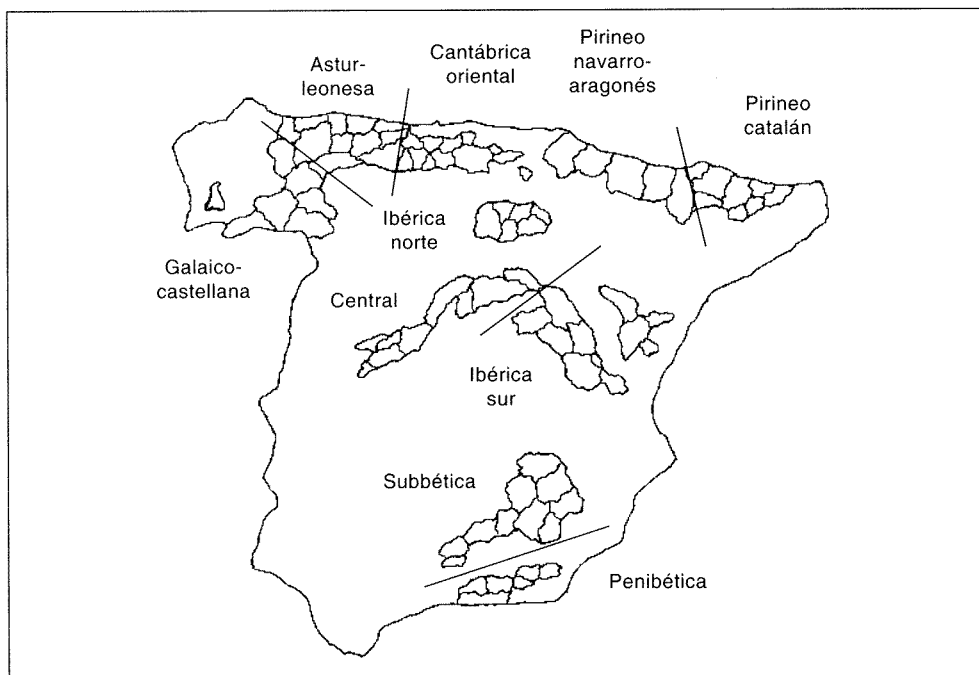 Astur-
leonesa
Cantábrica
oriental
Pirineo
navarro-
aragonés
Pirineo
catalán
Ibérica
norte
Galaico-
castellana
Central
Ibérica
sur
Subbética
Penibética